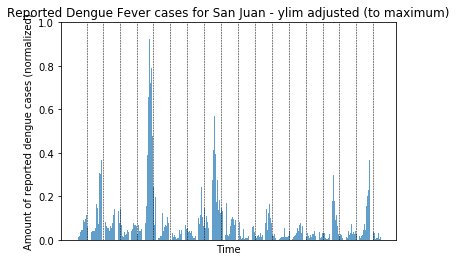 Reported Dengue Fever cases for San Juan - ylim adjusted (to maximum)
Amount of reported dengue cases (normalized)
1.0
0.8
0.6
0.4
0.2
0.0
Time